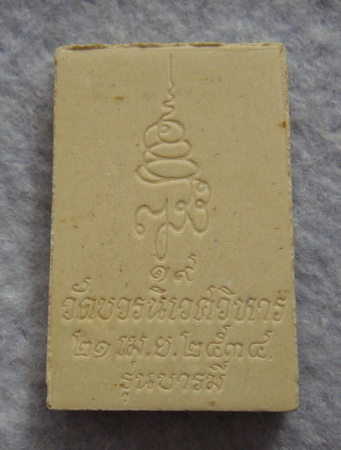 ๑๙
วัดบวรนิเวศวิหาร
๒๑ เม.ย. ๒๕๓๔.
รุ่นบารมี